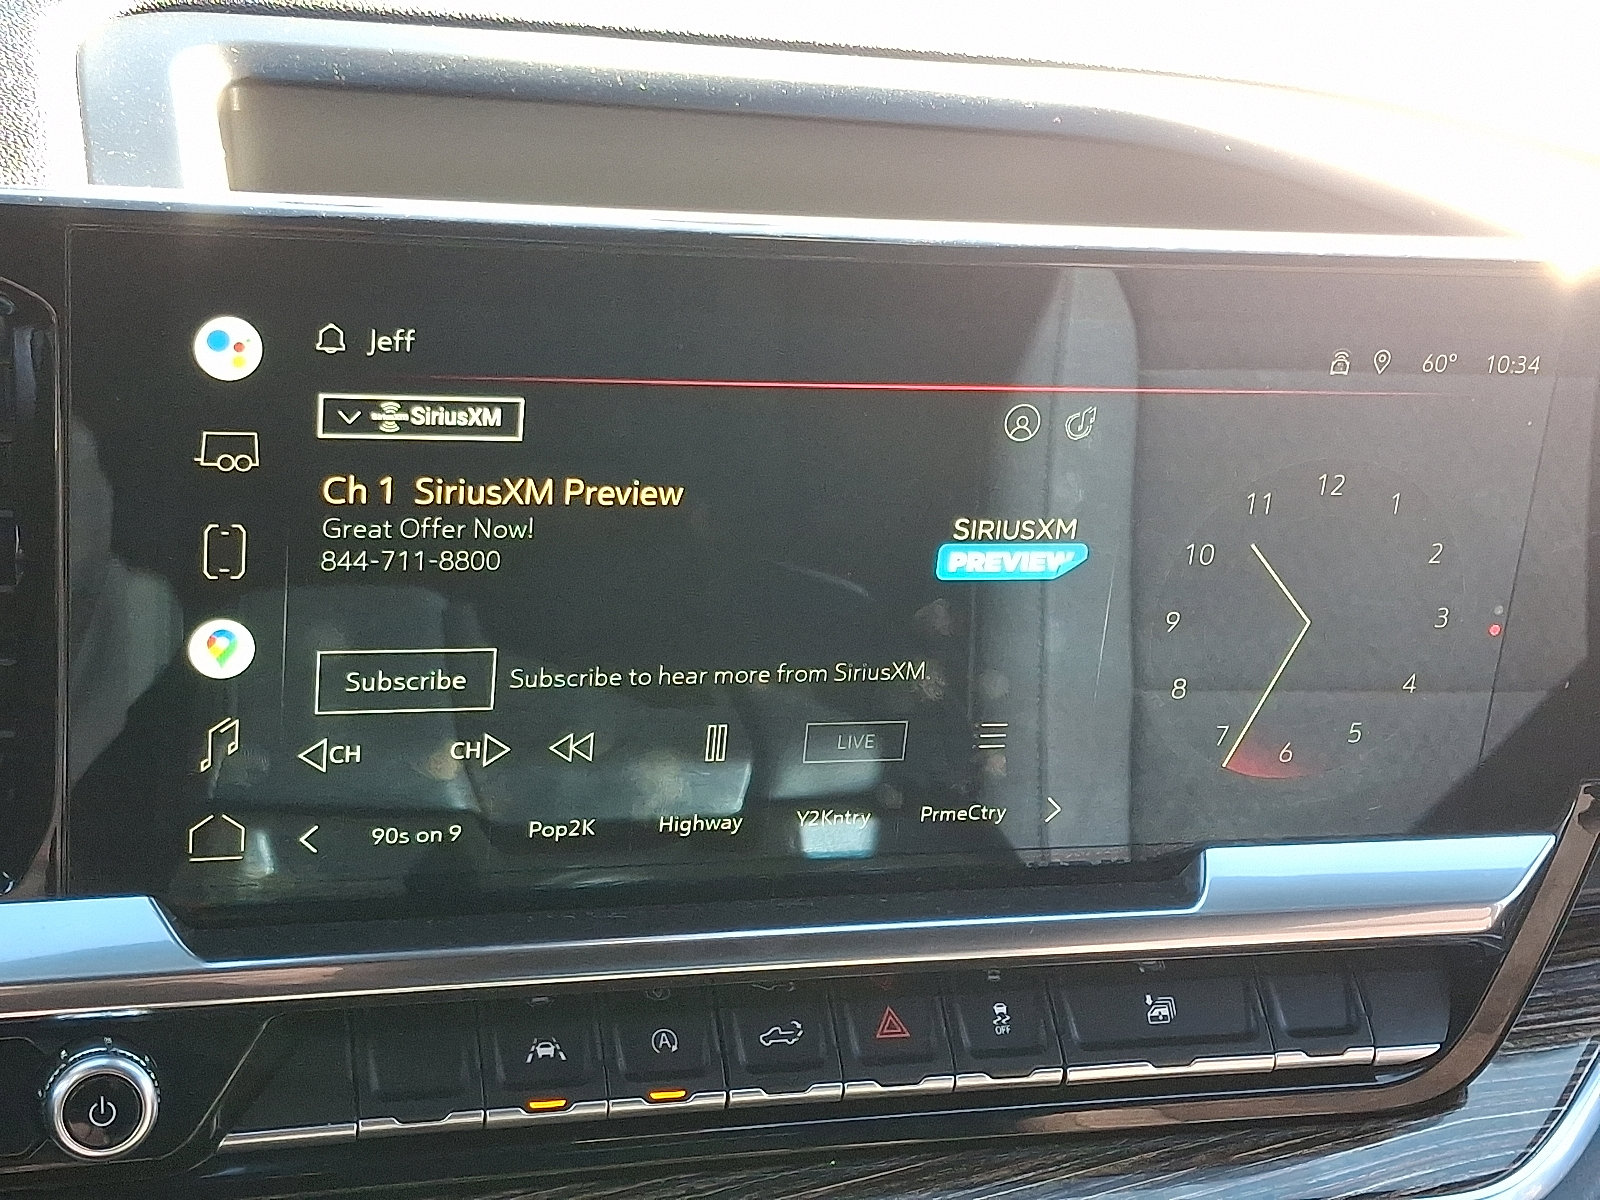 Jeff
60° 10:34
SiriusXM
Ch 1 SiriusXM Preview
Great Offer Now!
844-711-8800
SIRIUSXM
PREVIEW
Subscribe Subscribe to hear more from SiriusXM.
CH CH LIVE
90s on 9 Pop2K Highway Y2Kntry PrmeCtry
12
11 1
10 2
9 3
8 4
7 5
6
A
OFF